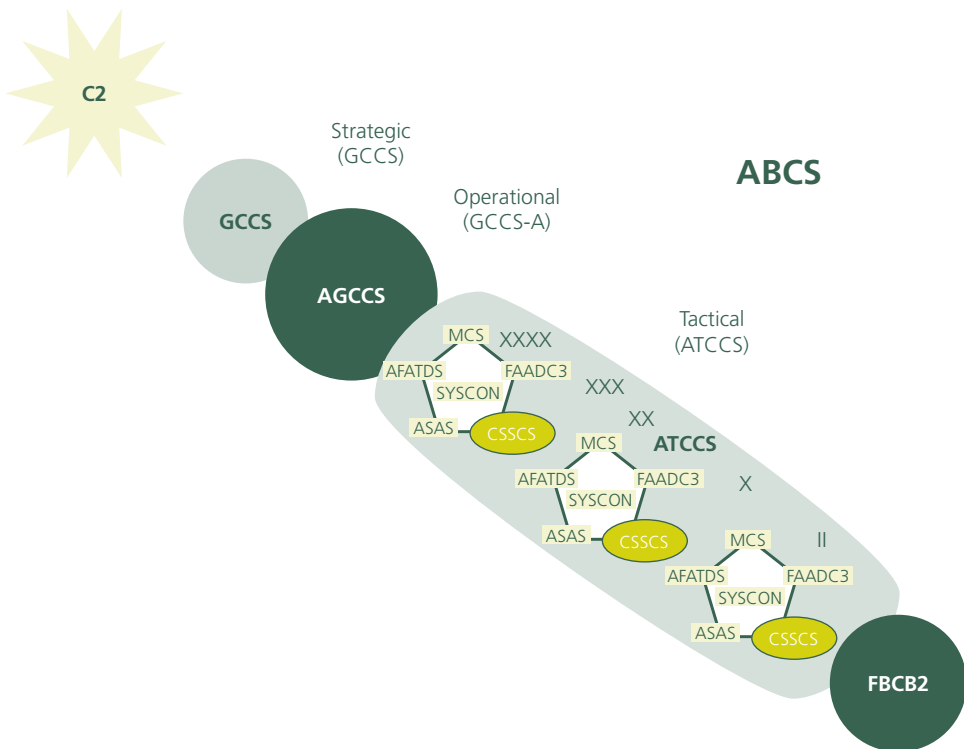 C2
Strategic
(GCCS)
ABCS
Operational
(GCCS-A)
GCCS
AGCCS
Tactical
(ATCCS)
MCS
XXXX
AFATDS
FAADC3
SYSCON
XXX
ASAS
CSSCS
XX
MCS
ATCCS
AFATDS
FAADC3
X
SYSCON
ASAS
CSSCS
MCS
II
AFATDS
FAADC3
SYSCON
ASAS
CSSCS
FBCB2